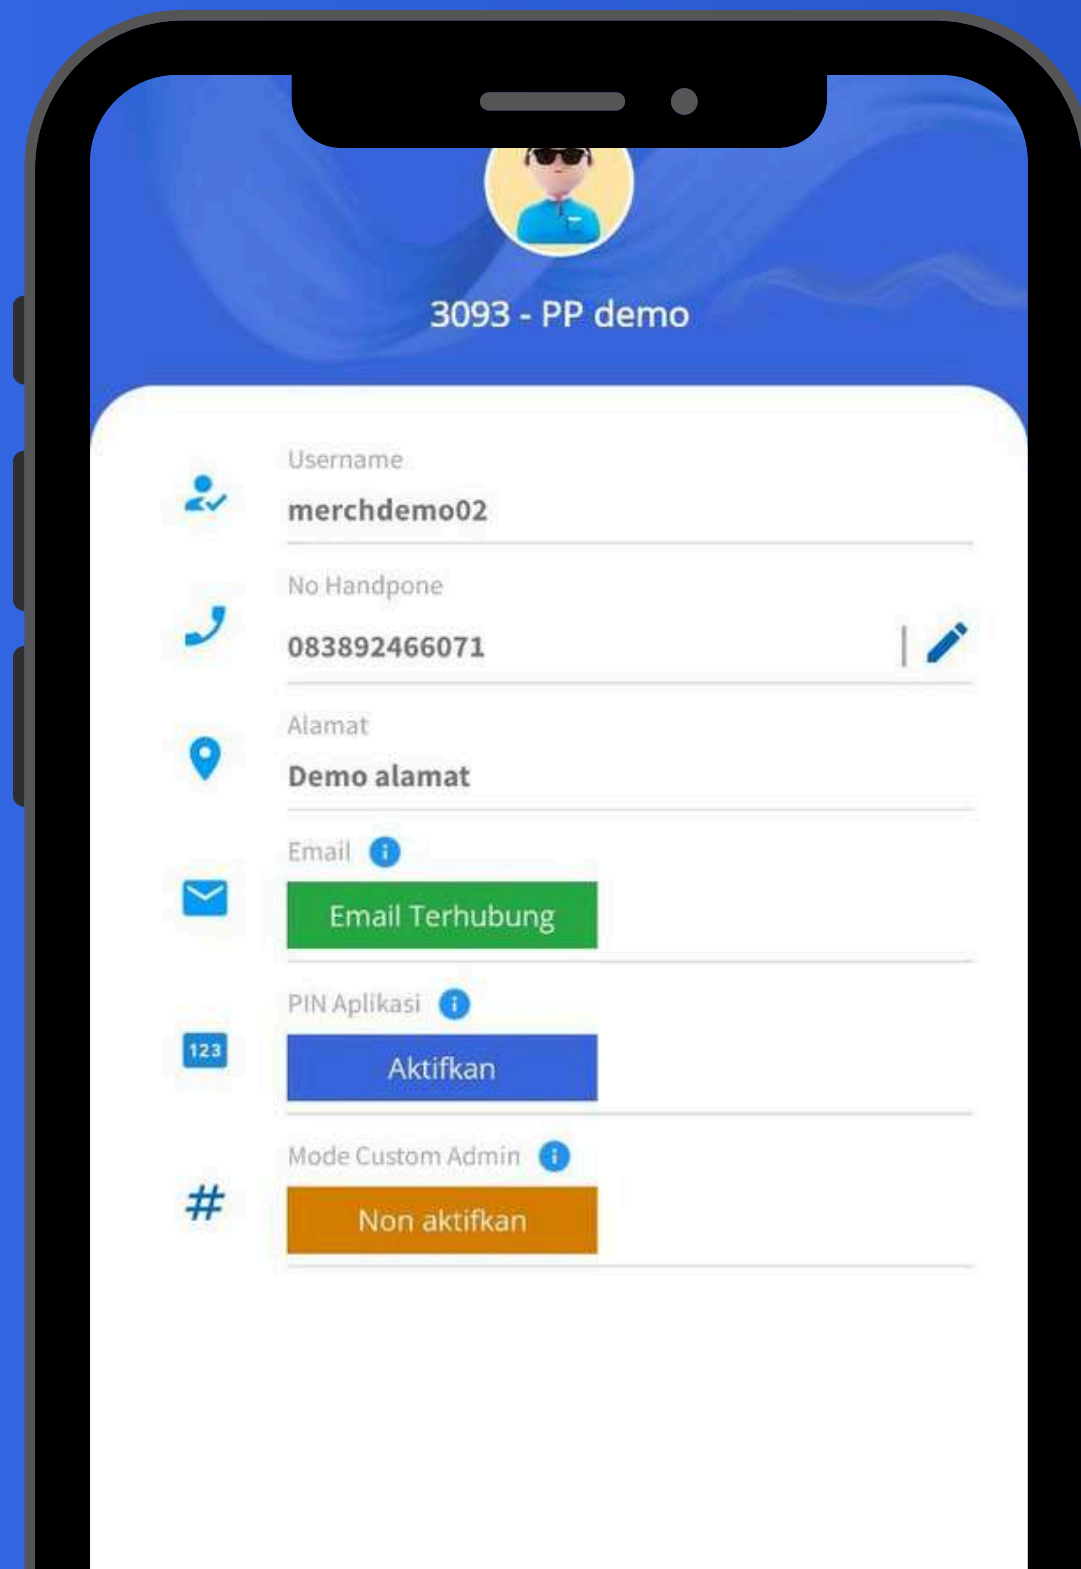 3093 - PP demo
Username
merchdemo02
No Handpone
083892466071
Alamat
Demo alamat
Email
Email Terhubung
PIN Aplikasi
123
Aktifkan
Mode Custom Admin
#
Non aktifkan